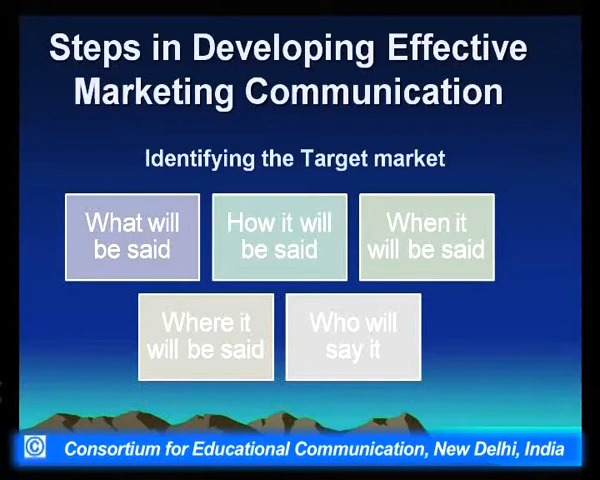 Steps in Developing Effective
Marketing Communication
Identifying the Target market
What will
be said
How it will
be said
When it
will be said
Where it
will be said
Who will
say it
© Consortium for Educational Communication, New Delhi, India